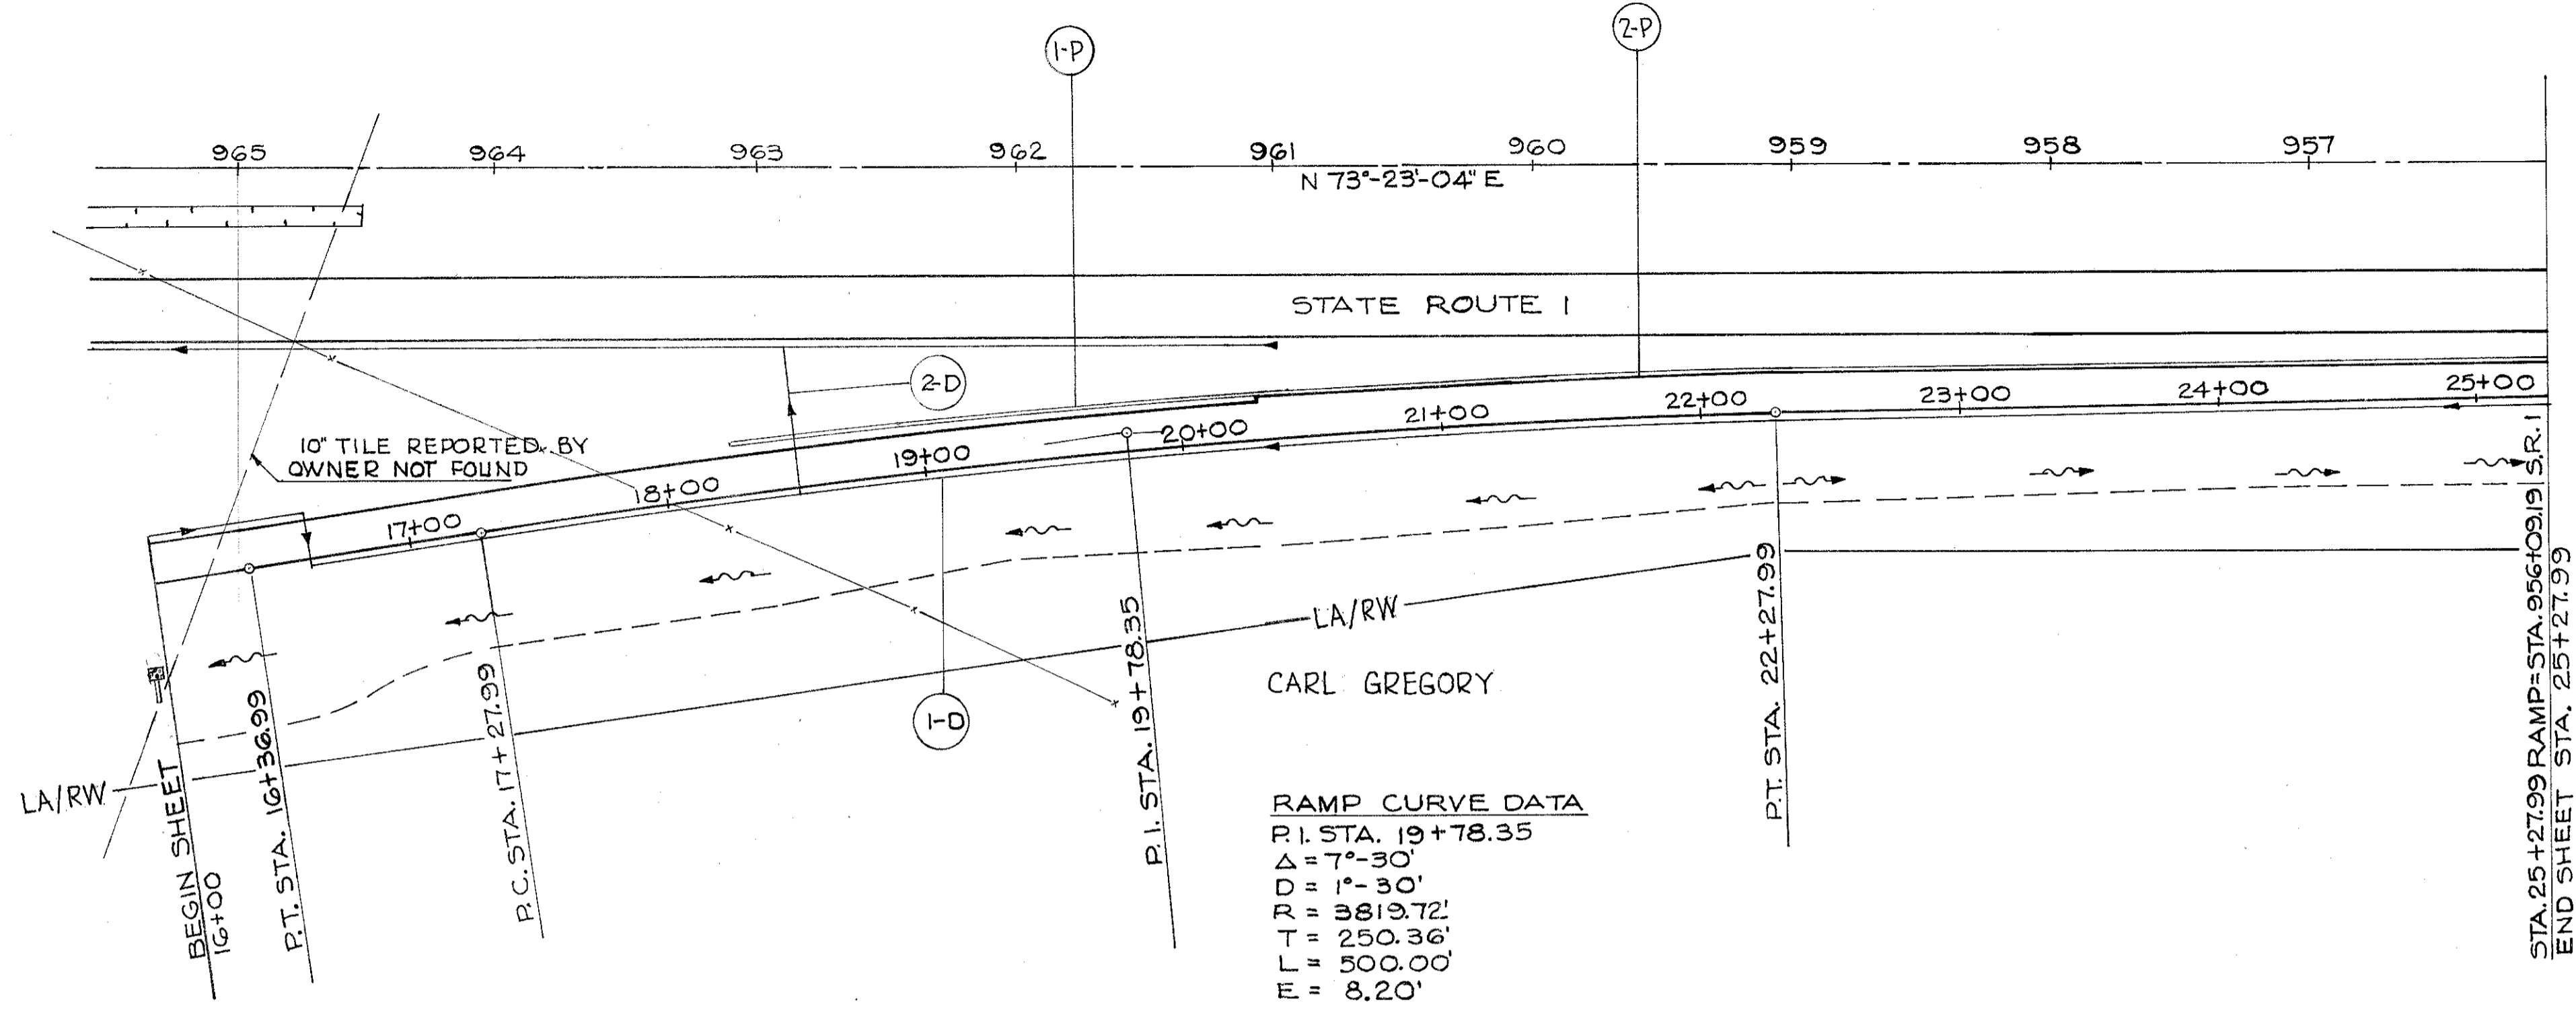 1-P
2-P
965 964 963 962 961 960 959 958 957
N 73°-23'-04" E
STATE ROUTE 1
2-D
10" TILE REPORTED BY
OWNER NOT FOUND
17+00 18+00 19+00 20+00 21+00 22+00 23+00 24+00 25+00
LA/RW
CARL GREGORY
1-D
LA/RW
BEGIN SHEET
16+00
P.T. STA. 16+36.99
P.C. STA. 17+27.99
P.I. STA. 19+78.35
P.T. STA. 22+27.99
STA. 25+27.99 RAMP=STA. 956+09.19 S.R. 1
END SHEET STA. 25+27.99
RAMP CURVE DATA
P.I. STA. 19+78.35
Δ = 7°-30'
D = 1°-30'
R = 3819.72'
T = 250.36'
L = 500.00'
E = 8.20'